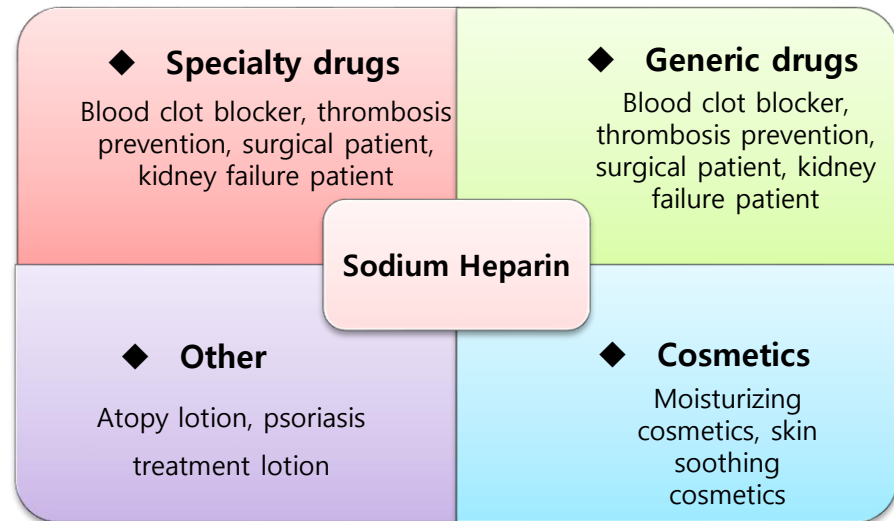 ◆ Specialty drugs
Blood clot blocker, thrombosis
prevention, surgical patient,
kidney failure patient
◆ Generic drugs
Blood clot blocker,
thrombosis prevention,
surgical patient, kidney
failure patient
Sodium Heparin
◆ Other
Atopy lotion, psoriasis
treatment lotion
◆ Cosmetics
Moisturizing
cosmetics, skin
soothing
cosmetics